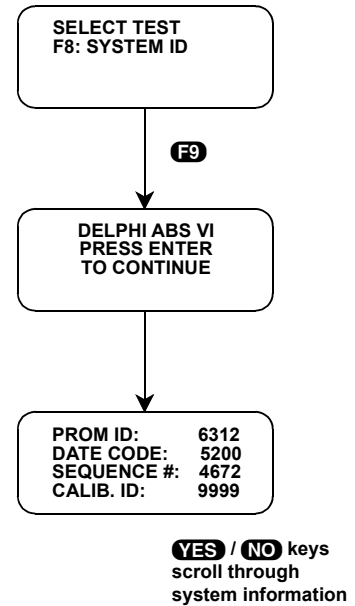 SELECT TEST
F8: SYSTEM ID
F9
DELPHI ABS VI
PRESS ENTER
TO CONTINUE
PROM ID: 6312
DATE CODE: 5200
SEQUENCE #: 4672
CALIB. ID: 9999
YES / NO keys
scroll through
system information